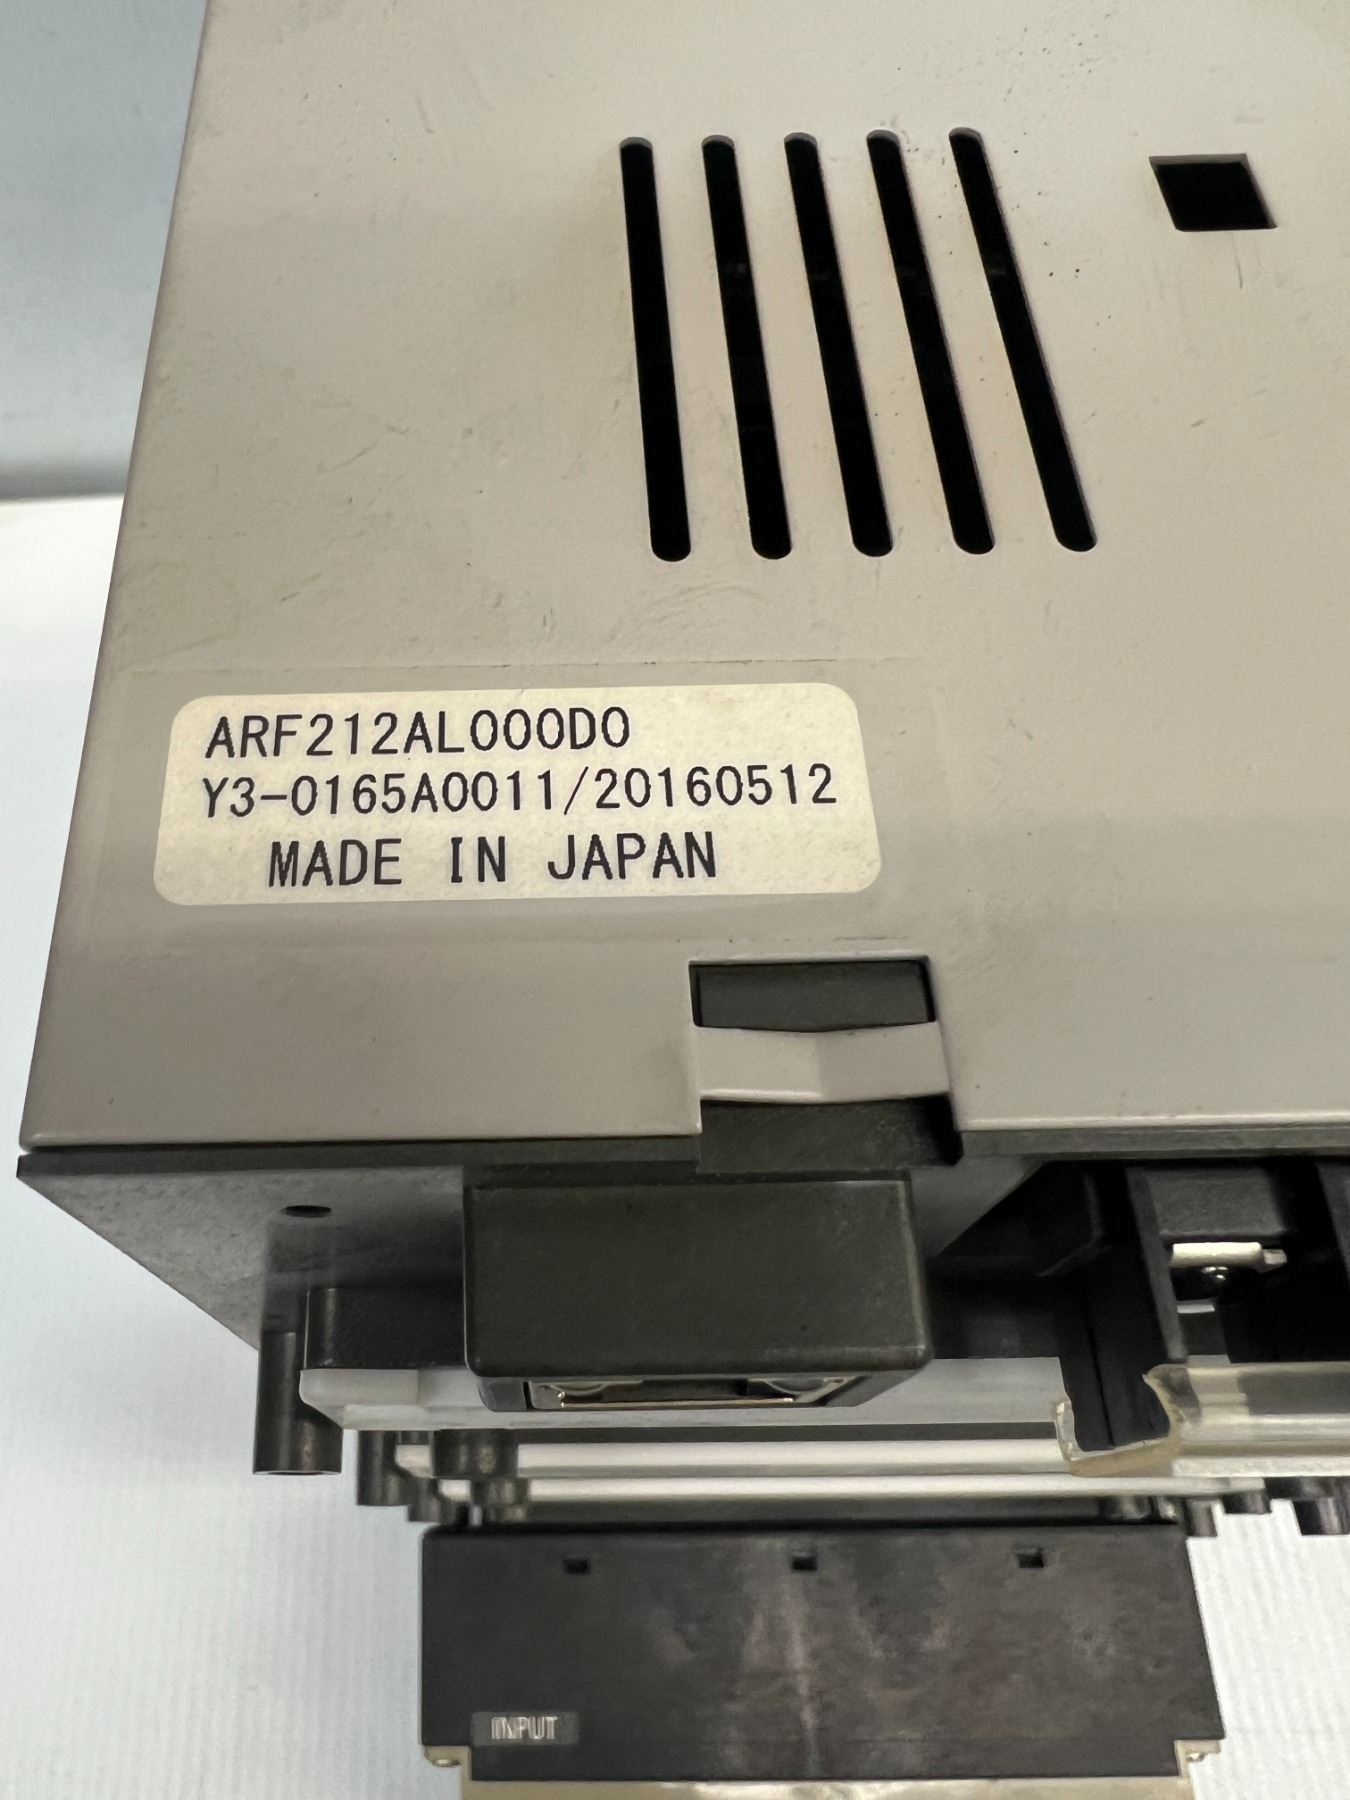 ARF212AL000D0
Y3-0165A0011/20160512
MADE IN JAPAN
INPUT